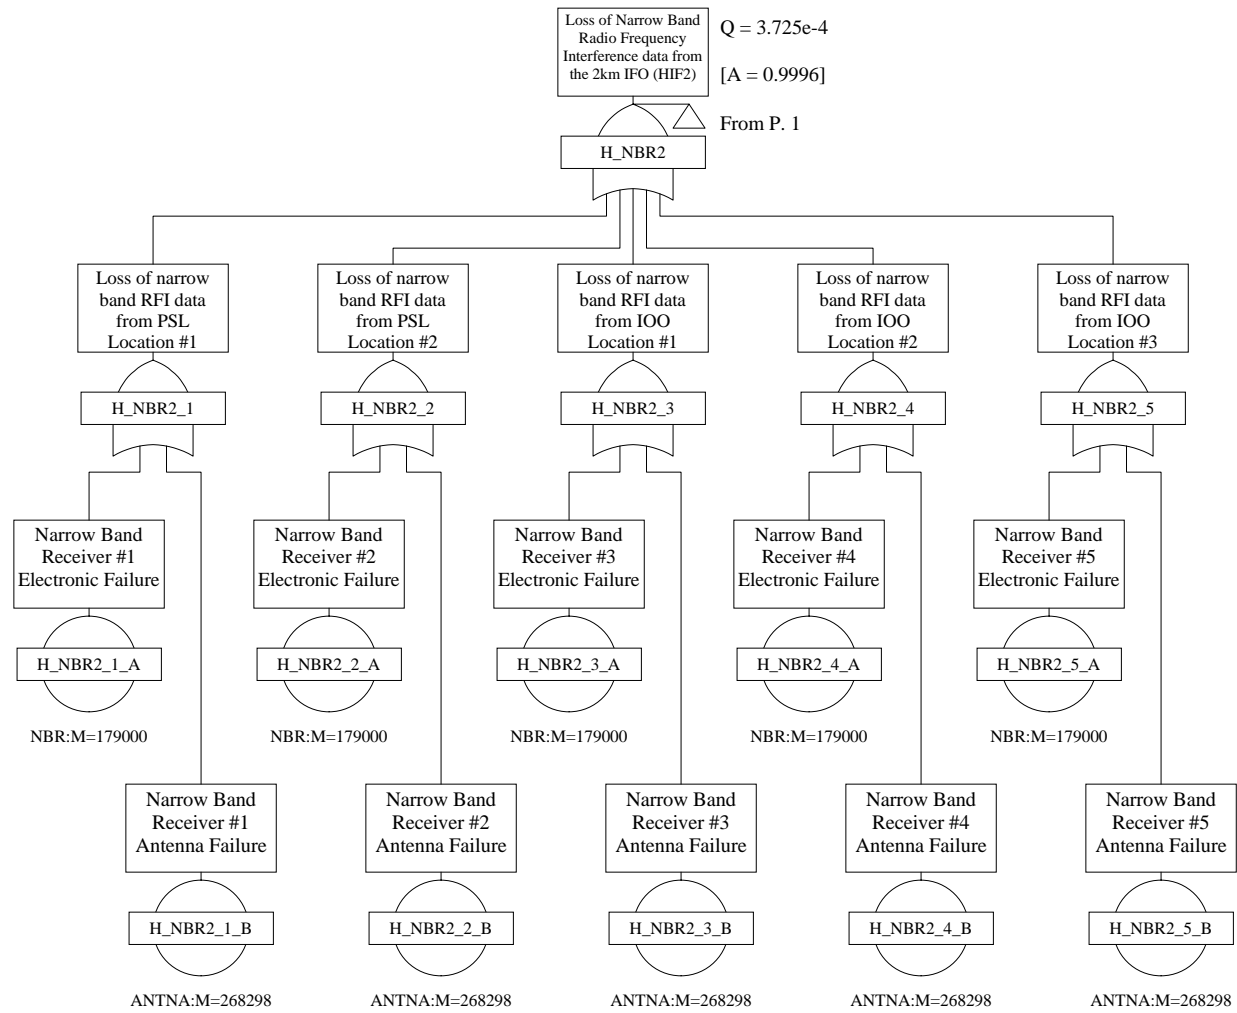 Loss of Narrow Band
Radio Frequency
Interference data from
the 2km IFO (HIF2)
Q = 3.725e-4
[A = 0.9996]
From P. 1
H_NBR2
Loss of narrow
band RFI data
from PSL
Location #1
Loss of narrow
band RFI data
from PSL
Location #2
Loss of narrow
band RFI data
from IOO
Location #1
Loss of narrow
band RFI data
from IOO
Location #2
Loss of narrow
band RFI data
from IOO
Location #3
H_NBR2_1
H_NBR2_2
H_NBR2_3
H_NBR2_4
H_NBR2_5
Narrow Band
Receiver #1
Electronic Failure
Narrow Band
Receiver #2
Electronic Failure
Narrow Band
Receiver #3
Electronic Failure
Narrow Band
Receiver #4
Electronic Failure
Narrow Band
Receiver #5
Electronic Failure
H_NBR2_1_A
H_NBR2_2_A
H_NBR2_3_A
H_NBR2_4_A
H_NBR2_5_A
NBR:M=179000
NBR:M=179000
NBR:M=179000
NBR:M=179000
NBR:M=179000
Narrow Band
Receiver #1
Antenna Failure
Narrow Band
Receiver #2
Antenna Failure
Narrow Band
Receiver #3
Antenna Failure
Narrow Band
Receiver #4
Antenna Failure
Narrow Band
Receiver #5
Antenna Failure
H_NBR2_1_B
H_NBR2_2_B
H_NBR2_3_B
H_NBR2_4_B
H_NBR2_5_B
ANTNA:M=268298
ANTNA:M=268298
ANTNA:M=268298
ANTNA:M=268298
ANTNA:M=268298